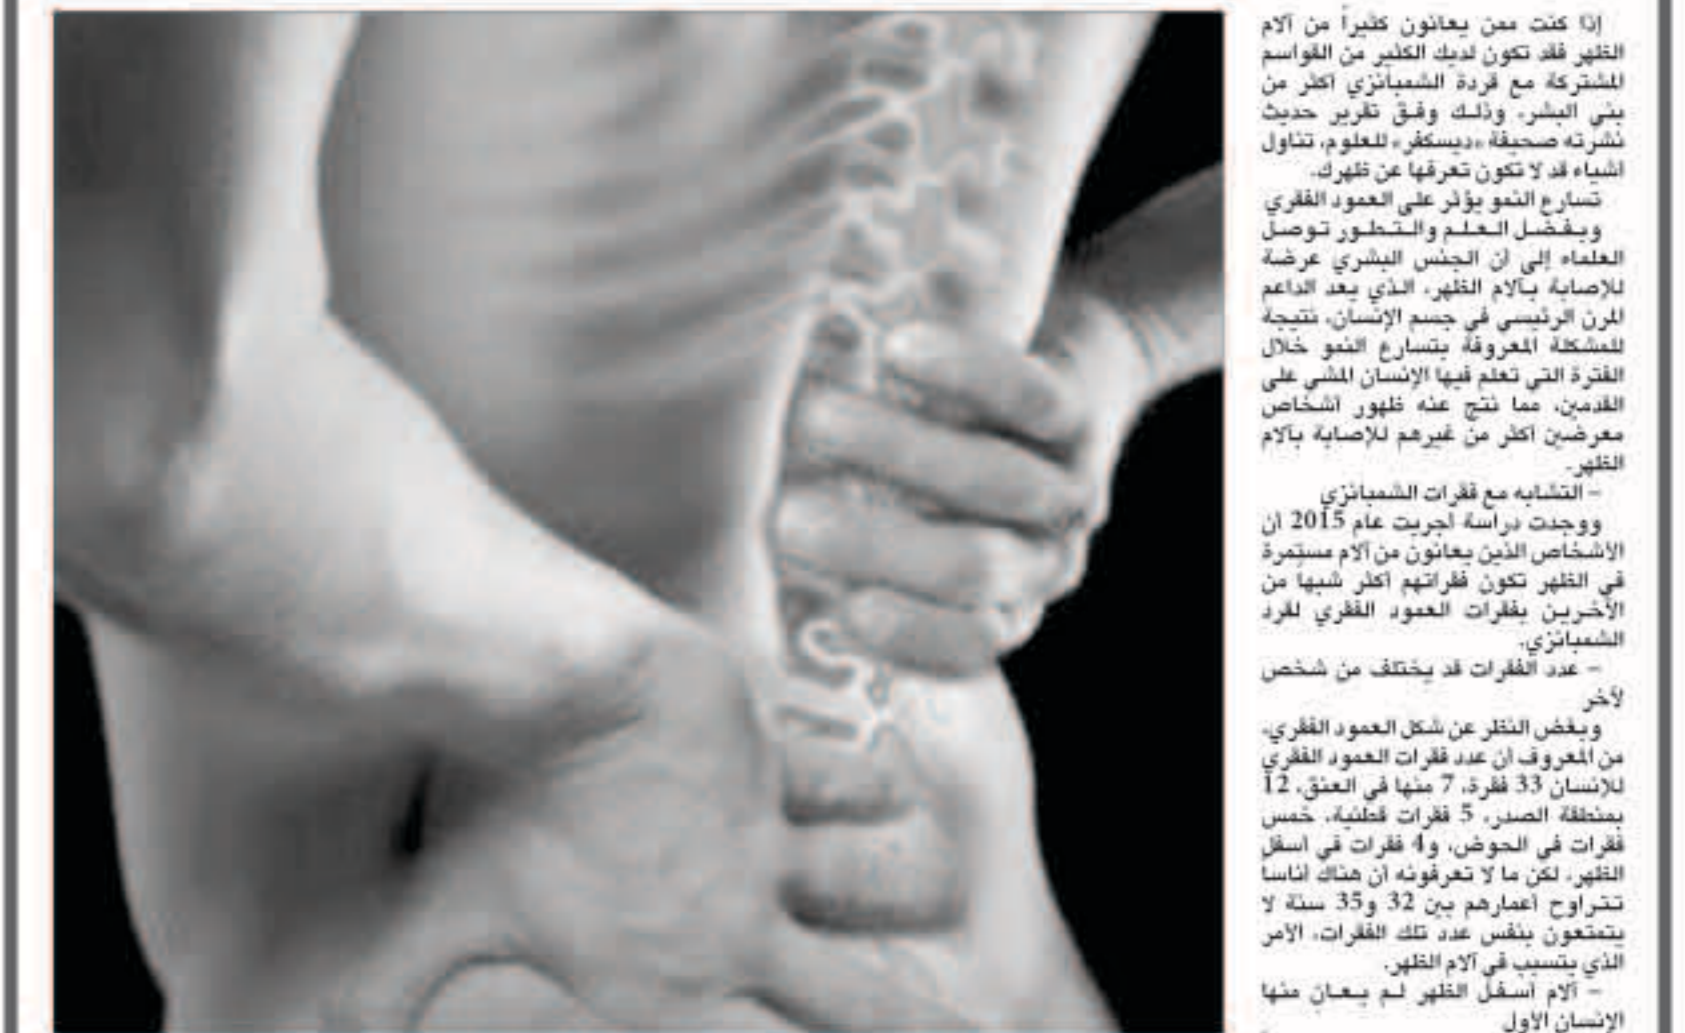 إذا كنت ممن يعانون كثيراً من آلام
الظهر فقد تكون لديك الكثير من القواسم
المشتركة مع قردة الشمبانزي أكثر من
بني البشر، وذلك وفق تقرير حديث
نشرته صحيفة «ديسكفر» للعلوم، تناول
أشياء قد لا تكون تعرفها عن ظهرك.
تسارع النمو يؤثر على العمود الفقري
وبفضل العلم والتطور توصل
العلماء إلى أن الجنس البشري عرضة
للإصابة بآلام الظهر، الذي يعد الداعم
المرن الرئيسي في جسم الإنسان، نتيجة
للمشكلة المعروفة بتسارع النمو خلال
الفترة التي تعلم فيها الإنسان المشي على
القدمين، مما نتج عنه ظهور أشخاص
معرضين أكثر من غيرهم للإصابة بآلام
الظهر.
- التشابه مع فقرات الشمبانزي
ووجدت دراسة أجريت عام 2015 أن
الأشخاص الذين يعانون من آلام مستمرة
في الظهر تكون فقراتهم أكثر شبها من
الآخرين بفقرات العمود الفقري لقرد
الشمبانزي.
- عدد الفقرات قد يختلف من شخص
لآخر
وبغض النظر عن شكل العمود الفقري،
من المعروف أن عدد فقرات العمود الفقري
للإنسان 33 فقرة، 7 منها في العنق، 12
بمنطقة الصدر، 5 فقرات قطنية، خمس
فقرات في الحوض، و4 فقرات في أسفل
الظهر، لكن ما لا تعرفونه أن هناك أناسا
تتراوح أعمارهم بين 32 و35 سنة لا
يتمتعون بنفس عدد تلك الفقرات، الأمر
الذي يتسبب في آلام الظهر.
- آلام أسفل الظهر لم يعان منها
الإنسان الأول